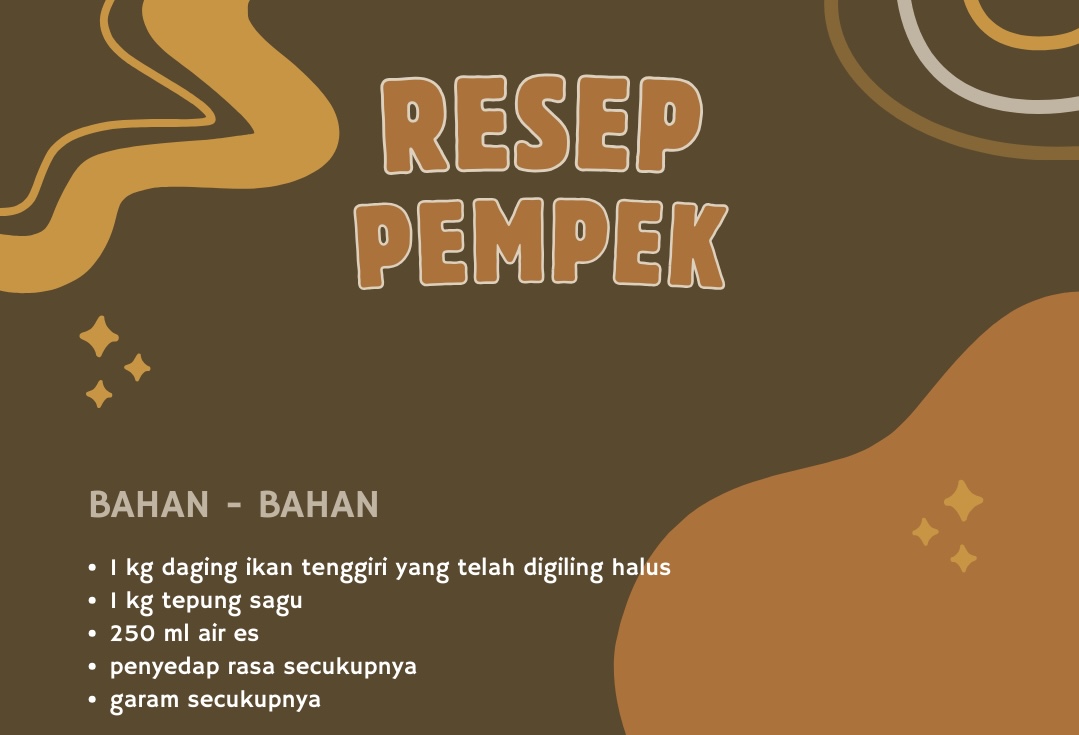 RESEP
PEMPEK
BAHAN - BAHAN
• 1 kg daging ikan tenggiri yang telah digiling halus
• 1 kg tepung sagu
• 250 ml air es
• penyedap rasa secukupnya
• garam secukupnya